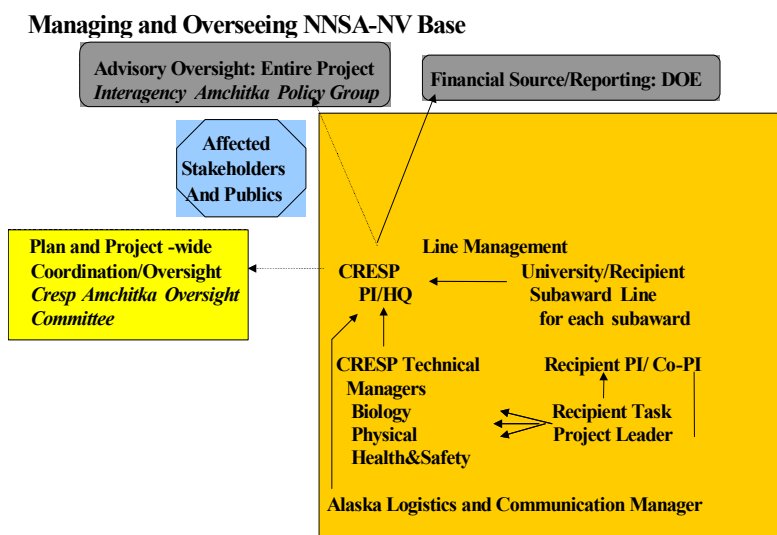 Managing and Overseeing NNSA-NV Base
Advisory Oversight: Entire Project
Interagency Amchitka Policy Group
Financial Source/Reporting: DOE
Affected
Stakeholders
And Publics
Plan and Project -wide
Coordination/Oversight
Cresp Amchitka Oversight
Committee
Line Management
CRESP
PI/HQ
University/Recipient
Subaward Line
for each subaward
CRESP Technical
Managers
Biology
Physical
Health&Safety
Recipient PI/ Co-PI
Recipient Task
Project Leader
Alaska Logistics and Communication Manager